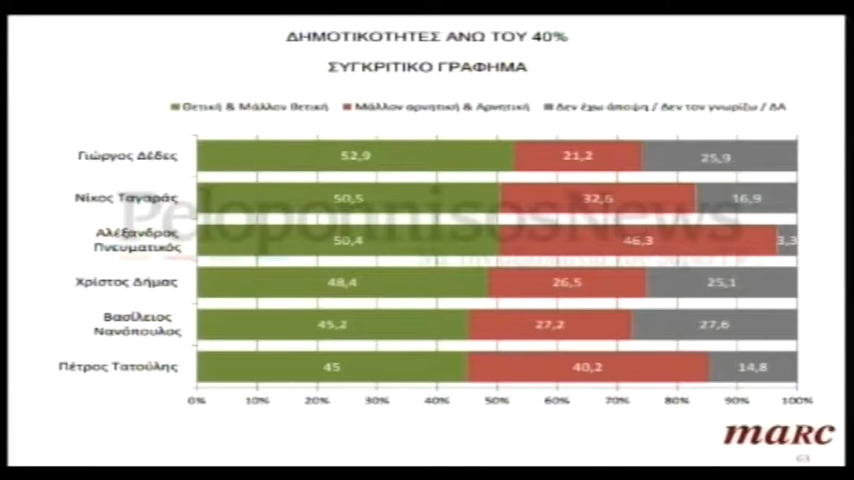 ΔΗΜΟΤΙΚΟΤΗΤΕΣ ΑΝΩ ΤΟΥ 40%
ΣΥΓΚΡΙΤΙΚΟ ΓΡΑΦΗΜΑ
Θετική & Μάλλον θετική Μάλλον αρνητική & Αρνητική Δεν έχω άποψη / Δεν τον γνωρίζω / ΔΑ
Γιώργος Δέδες 52,9 21,2 25,9
Νίκος Ταγαράς 50,5 32,6 16,9
PeloponnisosNews
Αλέξανδρος
Πνευματικός 50,4 46,3 3,3
Χρίστος Δήμας 48,4 26,5 25,1
Βασίλειος
Νανόπουλος 45,2 27,2 27,6
Πέτρος Τατούλης 45 40,2 14,8
0% 10% 20% 30% 40% 50% 60% 70% 80% 90% 100%
maRC
63